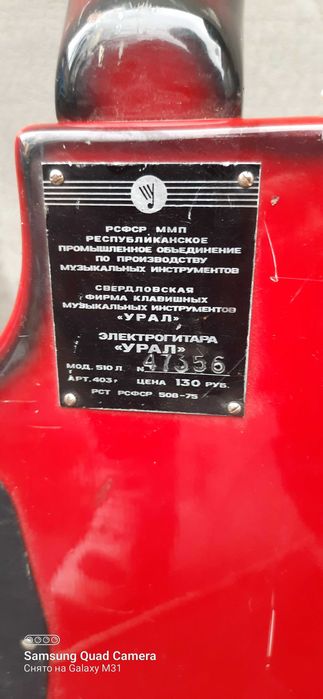 РСФСР ММП
РЕСПУБЛИКАНСКОЕ
ПРОМЫШЛЕННОЕ ОБЪЕДИНЕНИЕ
ПО ПРОИЗВОДСТВУ
МУЗЫКАЛЬНЫХ ИНСТРУМЕНТОВ
СВЕРДЛОВСКАЯ
ФИРМА КЛАВИШНЫХ
МУЗЫКАЛЬНЫХ ИНСТРУМЕНТОВ
«УРАЛ»
ЭЛЕКТРОГИТАРА
«УРАЛ»
МОД. 510 Л № 47356
АРТ. 403 г ЦЕНА 130 РУБ.
РСТ РСФСР 508-75
Samsung Quad Camera
Снято на Galaxy M31